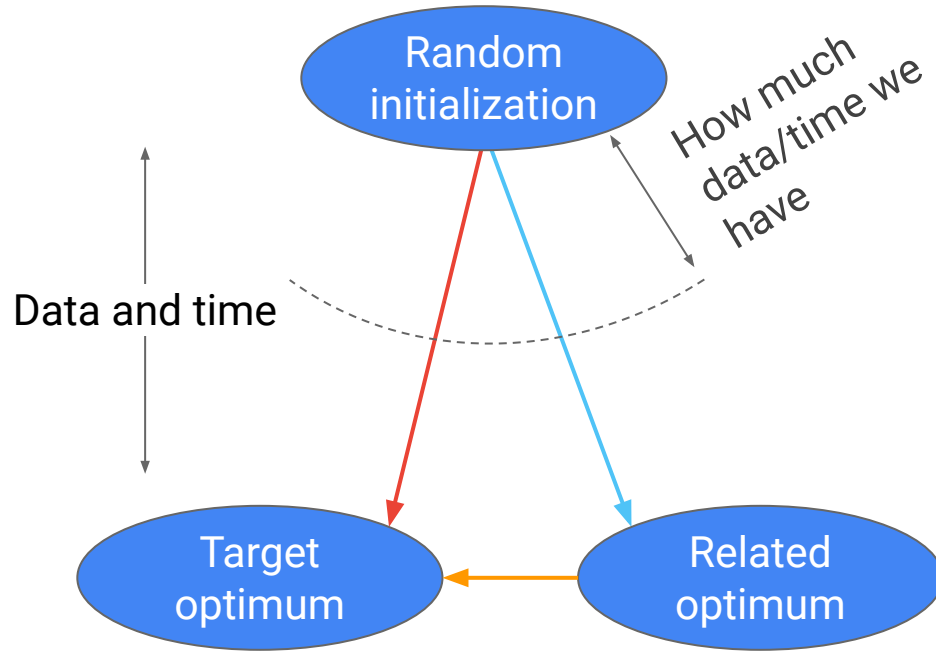 Random
initialization
How much
data/time we
have
Data and time
Target
optimum
Related
optimum